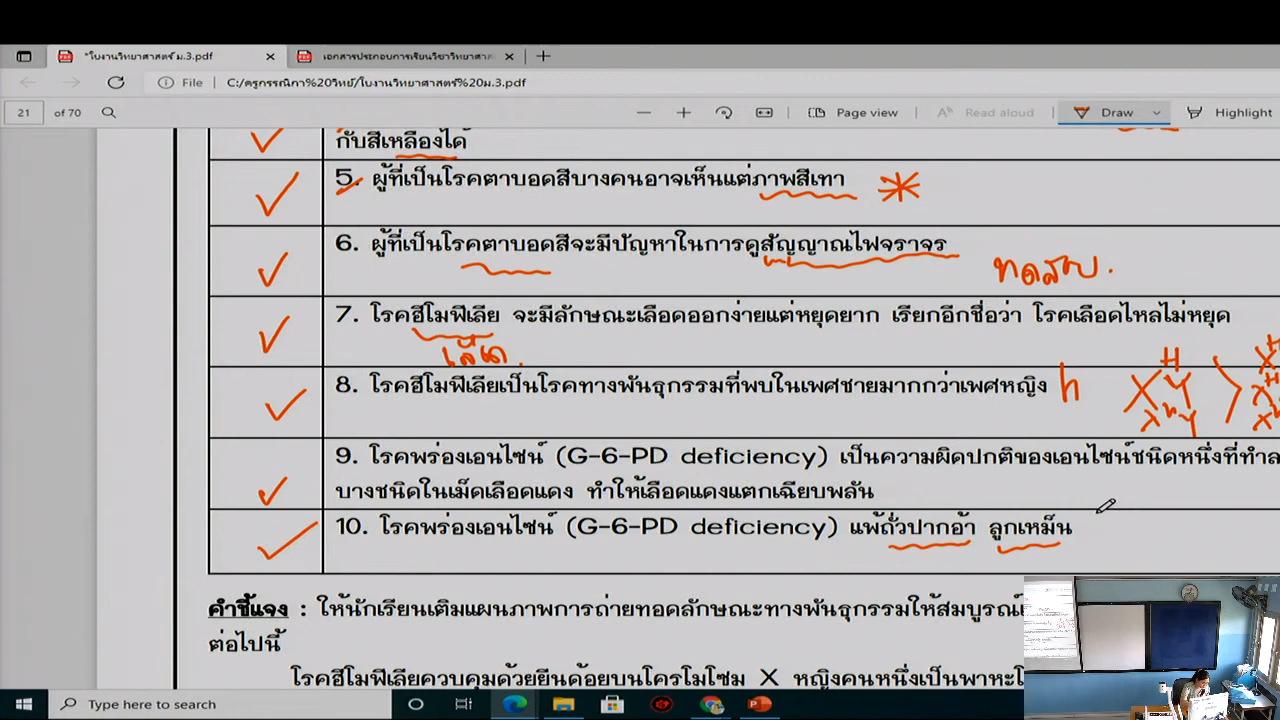 *ใบงานวิทยาศาสตร์ ม.3.pdf
เอกสารประกอบการเรียนวิชาวิทยาศา
File
C:/ครูกรรณิกา%20วิทย์/ใบงานวิทยาศาสตร์%20ม.3.pdf
21 of 70
Page view
Read aloud
Draw
Highlight
กับสีเหลืองได้
5. ผู้ที่เป็นโรคตาบอดสีบางคนอาจเห็นแต่ภาพสีเทา
6. ผู้ที่เป็นโรคตาบอดสีจะมีปัญหาในการดูสัญญาณไฟจราจร
ทดสอบ.
7. โรคฮีโมฟีเลีย จะมีลักษณะเลือดออกง่ายแต่หยุดยาก เรียกอีกชื่อว่า โรคเลือดไหลไม่หยุด
เลือด
8. โรคฮีโมฟีเลียเป็นโรคทางพันธุกรรมที่พบในเพศชายมากกว่าเพศหญิง h
9. โรคพร่องเอนไซน์ (G-6-PD deficiency) เป็นความผิดปกติของเอนไซน์ชนิดหนึ่งที่ทำล
บางชนิดในเม็ดเลือดแดง ทำให้เลือดแดงแตกเฉียบพลัน
10. โรคพร่องเอนไซน์ (G-6-PD deficiency) แพ้ถั่วปากอ้า ลูกเหม็น
คำชี้แจง : ให้นักเรียนเติมแผนภาพการถ่ายทอดลักษณะทางพันธุกรรมให้สมบูรณ์
ต่อไปนี้
โรคฮีโมฟีเลียควบคุมด้วยยีนด้อยบนโครโมโซม X หญิงคนหนึ่งเป็นพาหะโ
Type here to search